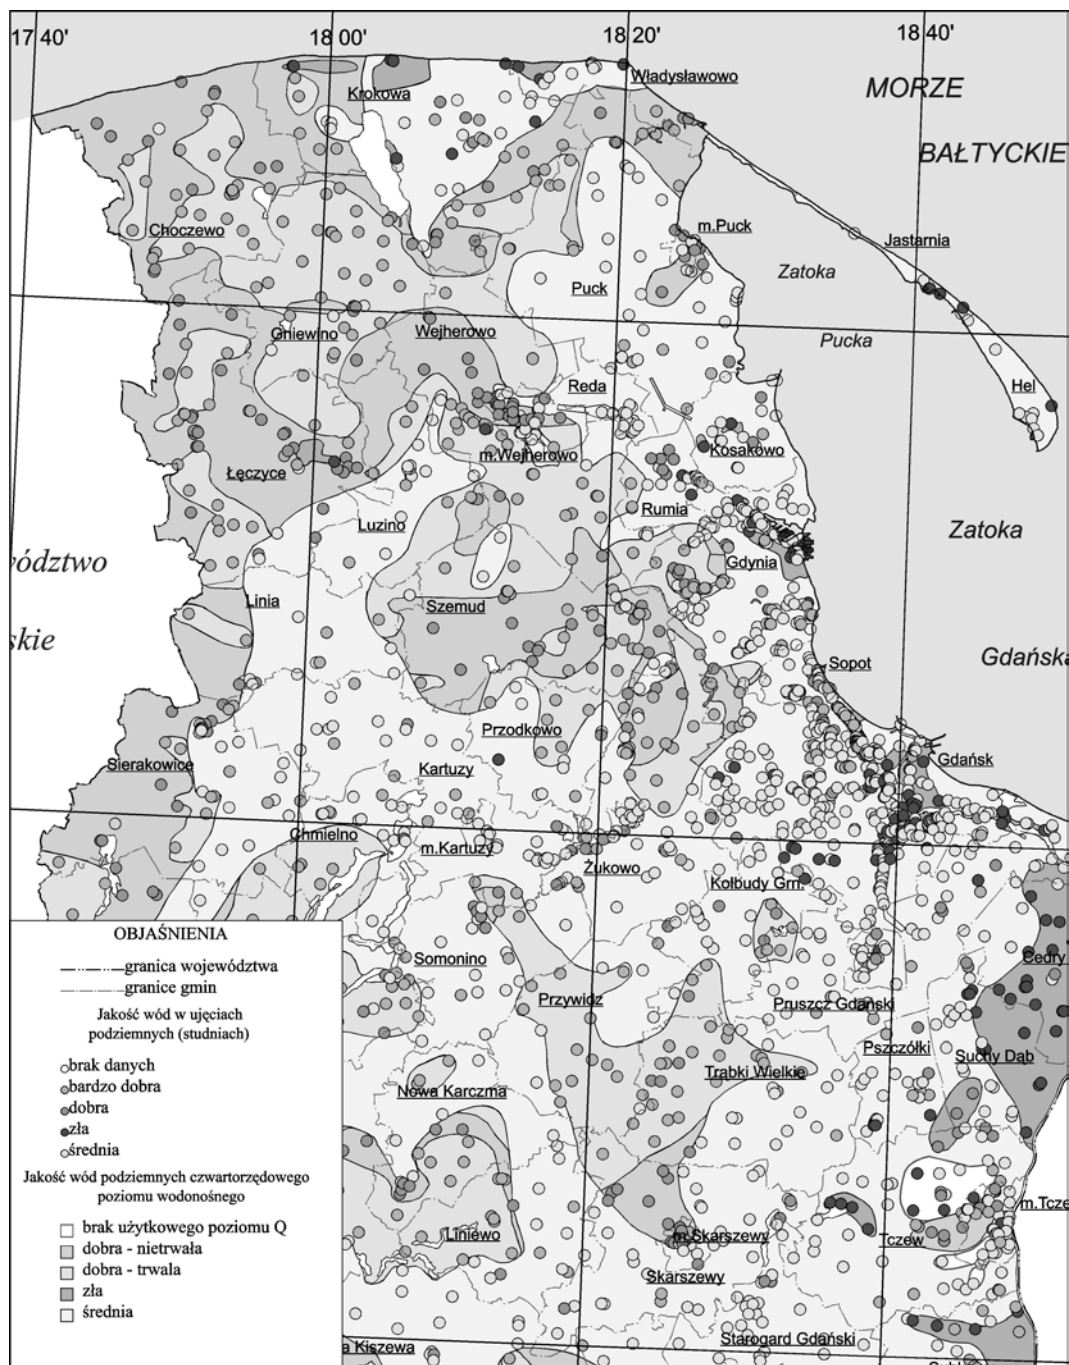 17 40'
18 00'
18 20'
18 40'
Władysławowo
MORZE
Krokowa
BAŁTYCKIE
Choczewo
m.Puck
Jastarnia
Zatoka
Puck
Gniewino
Wejherowo
Pucka
Reda
Hel
m.Wejherowo
Kosakowo
Łęczyce
Luzino
Rumia
Zatoka
ództwo
Gdynia
Linia
Szemud
skie
Gdańska
Sopot
Przodkowo
Sierakowice
Kartuzy
Gdańsk
Chmielno
m.Kartuzy
Żukowo
Kolbudy Grn.
OBJAŚNIENIA
Somonino
Cedry
granica województwa
granice gmin
Przywidz
Pruszcz Gdański
Jakość wód w ujęciach
podziemnych (studniach)
Pszczółki
Suchy Dąb
brak danych
Trąbki Wielkie
bardzo dobra
Nowa Karczma
dobra
zła
średnia
Jakość wód podziemnych czwartorzędowego
poziomu wodonośnego
m.Tcze
brak użytkowego poziomu Q
Liniewo
m.Skarszewy
Tczew
dobra - nietrwała
dobra - trwala
Skarszewy
zła
średnia
Starogard Gdański
a Kiszewa